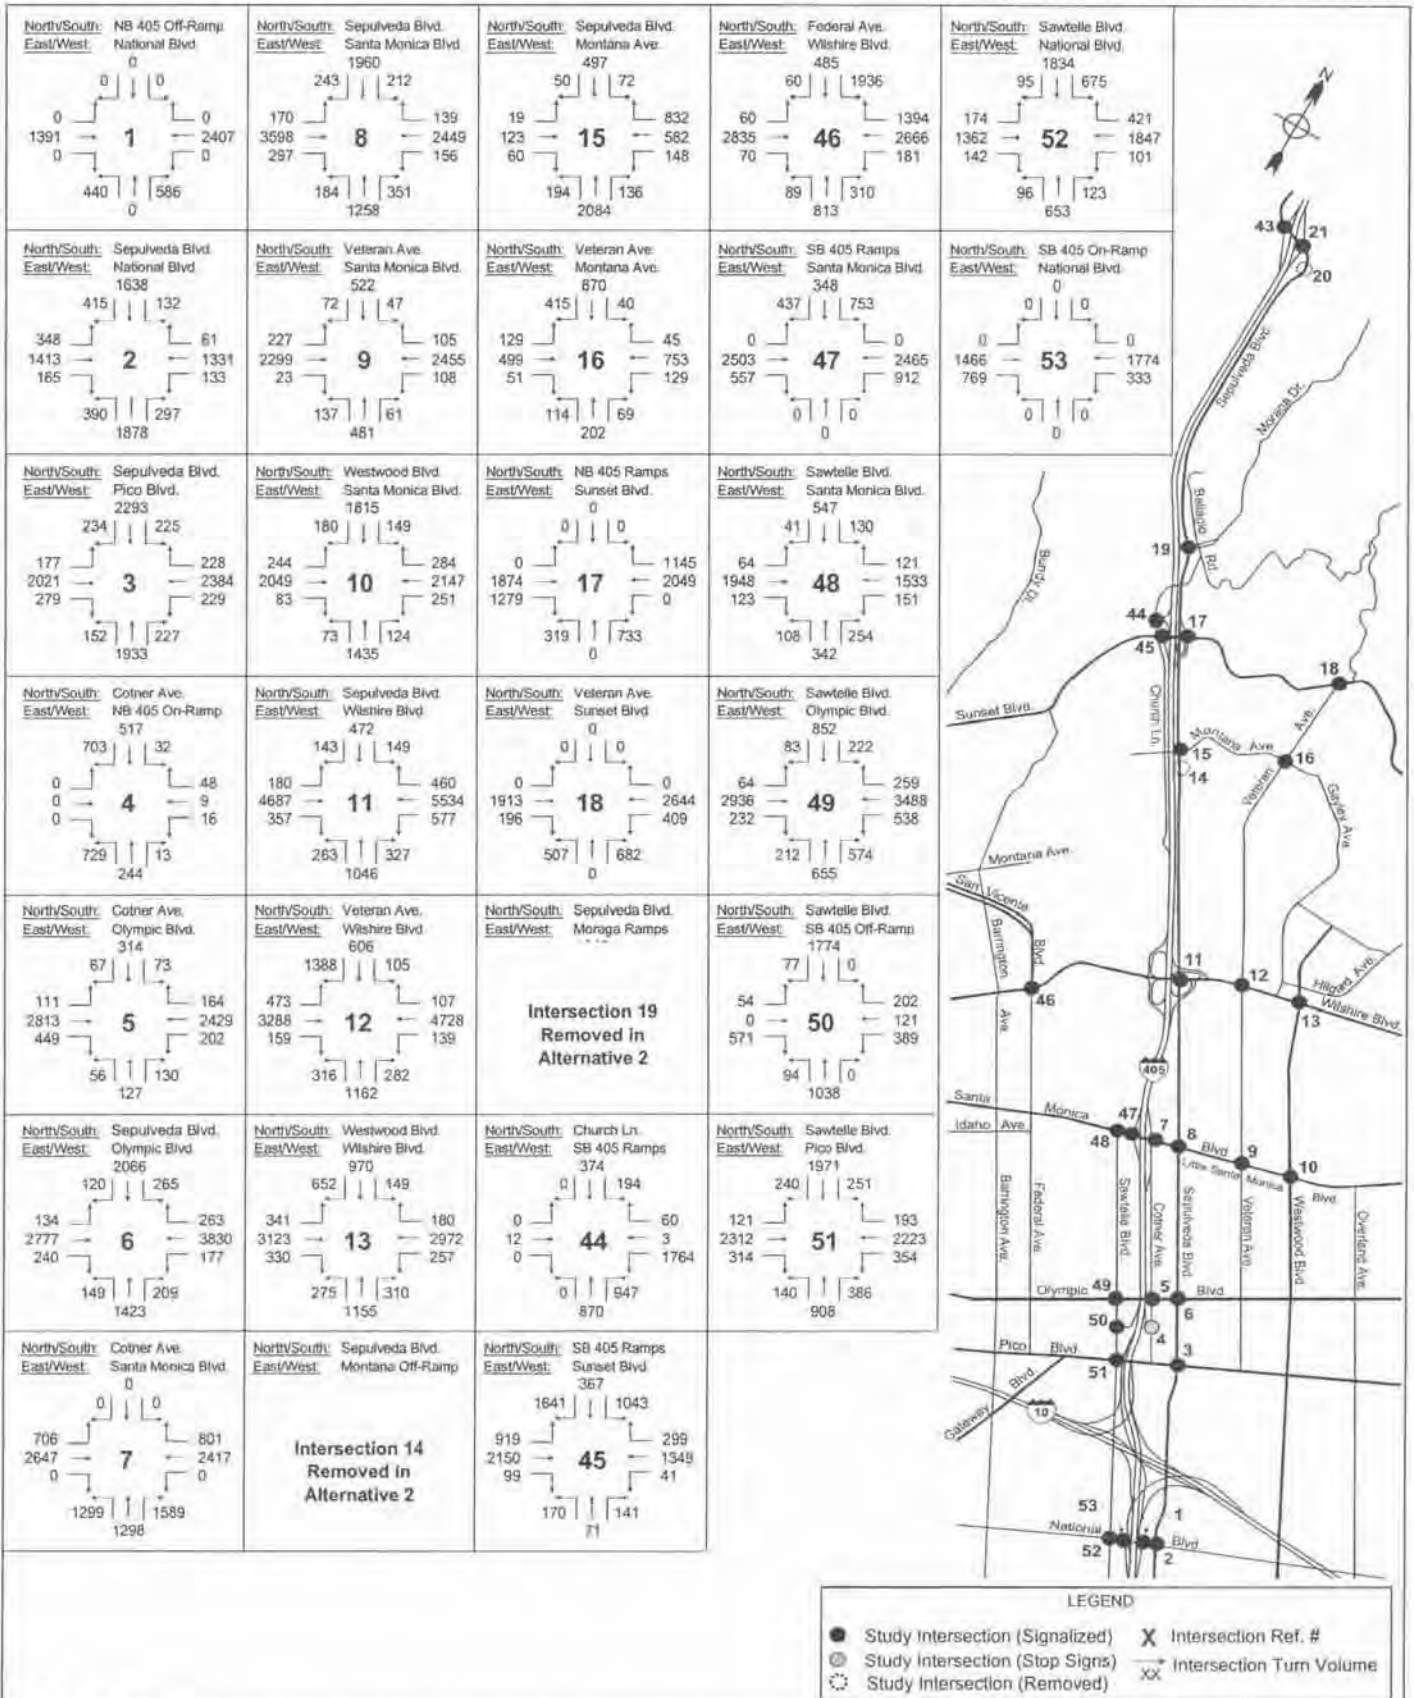 North/South: NB 405 Off-Ramp
East/West: National Blvd
0
0 0
0 0
1391 1 2407
0 0
440 586
0
North/South: Sepulveda Blvd.
East/West: Santa Monica Blvd
1960
243 212
170 139
3598 8 2449
297 156
184 351
1258
North/South: Sepulveda Blvd.
East/West: Montana Ave.
497
50 72
19 832
123 15 582
60 148
194 136
2084
North/South: Federal Ave.
East/West: Wilshire Blvd.
485
60 1936
60 1394
2835 46 2666
70 181
89 310
813
North/South: Sawtelle Blvd.
East/West: National Blvd.
1834
95 675
174 421
1362 52 1847
142 101
96 123
653
North/South: Sepulveda Blvd.
East/West: National Blvd
1638
415 132
348 61
1413 2 1331
165 133
390 297
1878
North/South: Veteran Ave.
East/West: Santa Monica Blvd.
522
72 47
227 105
2299 9 2455
23 108
137 61
481
North/South: Veteran Ave.
East/West: Montana Ave.
870
415 40
129 45
499 16 753
51 129
114 69
202
North/South: SB 405 Ramps
East/West: Santa Monica Blvd.
348
437 753
0 0
2503 47 2465
557 912
0 0
0
North/South: SB 405 On-Ramp
East/West: National Blvd.
0
0 0
0 0
1466 53 1774
769 333
0 0
0
North/South: Sepulveda Blvd.
East/West: Pico Blvd.
2293
234 225
177 228
2021 3 2384
279 229
152 227
1933
North/South: Westwood Blvd.
East/West: Santa Monica Blvd.
1815
180 149
244 284
2049 10 2147
83 251
73 124
1435
North/South: NB 405 Ramps
East/West: Sunset Blvd.
0
0 0
0 1145
1874 17 2049
1279 0
319 733
0
North/South: Sawtelle Blvd.
East/West: Santa Monica Blvd.
547
41 130
64 121
1948 48 1533
123 151
108 254
342
North/South: Cotner Ave.
East/West: NB 405 On-Ramp
517
703 32
0 48
0 4 9
0 16
729 13
244
North/South: Sepulveda Blvd.
East/West: Wilshire Blvd
472
143 149
180 460
4687 11 5534
357 577
263 327
1046
North/South: Veteran Ave.
East/West: Sunset Blvd
0
0 0
0 0
1913 18 2644
196 409
507 682
0
North/South: Sawtelle Blvd.
East/West: Olympic Blvd.
852
83 222
64 259
2936 49 3488
232 538
212 574
655
North/South: Cotner Ave.
East/West: Olympic Blvd.
314
67 73
111 164
2813 5 2429
449 202
56 130
127
North/South: Veteran Ave.
East/West: Wilshire Blvd
606
1388 105
473 107
3288 12 4728
159 139
316 282
1162
North/South: Sepulveda Blvd.
East/West: Moraga Ramps
Intersection 19
Removed in
Alternative 2
North/South: Sawtelle Blvd.
East/West: SB 405 Off-Ramp
1774
77 0
54 202
0 50 121
571 389
94 0
1038
North/South: Sepulveda Blvd.
East/West: Olympic Blvd
2066
120 265
134 263
2777 6 3830
240 177
149 209
1423
North/South: Westwood Blvd.
East/West: Wilshire Blvd
970
652 149
341 180
3123 13 2972
330 257
275 310
1155
North/South: Church Ln.
East/West: SB 405 Ramps
374
0 194
0 60
12 44 3
0 1764
0 947
870
North/South: Sawtelle Blvd.
East/West: Pico Blvd.
1971
240 251
121 193
2312 51 2223
314 354
140 386
908
North/South: Cotner Ave.
East/West: Santa Monica Blvd.
0
0 0
706 801
2647 7 2417
0 0
1299 1589
1298
North/South: Sepulveda Blvd.
East/West: Montana Off-Ramp
Intersection 14
Removed in
Alternative 2
North/South: SB 405 Ramps
East/West: Sunset Blvd
367
1641 1043
919 299
2150 45 1349
99 41
170 141
71
N
43
21
20
Sepulveda Blvd.
Moraga Dr.
Bellagio Rd.
Bundy Dr.
19
44
17
45
18
Sunset Blvd.
Church Ln.
Montana Ave
15
14
16
Veteran Ave.
Gayley Ave
Montana Ave.
San Vicente Blvd.
Barrington Ave.
11
12
46
13
Hilgard Ave.
Wilshire Blvd.
405
Santa Monica Blvd.
Idaho Ave.
47
48
7
8
9
10
Little Santa Monica Blvd.
Barrington Ave.
Federal Ave.
Sawtelle Blvd.
Cotner Ave.
Sepulveda Blvd.
Veteran Ave.
Westwood Blvd.
Overland Ave.
Olympic Blvd.
49
5
50
4
6
Pico Blvd.
3
51
Gateway Blvd.
10
53
1
National Blvd
52
2
LEGEND
Study Intersection (Signalized)
X Intersection Ref. #
Study Intersection (Stop Signs)
XX Intersection Turn Volume
Study Intersection (Removed)